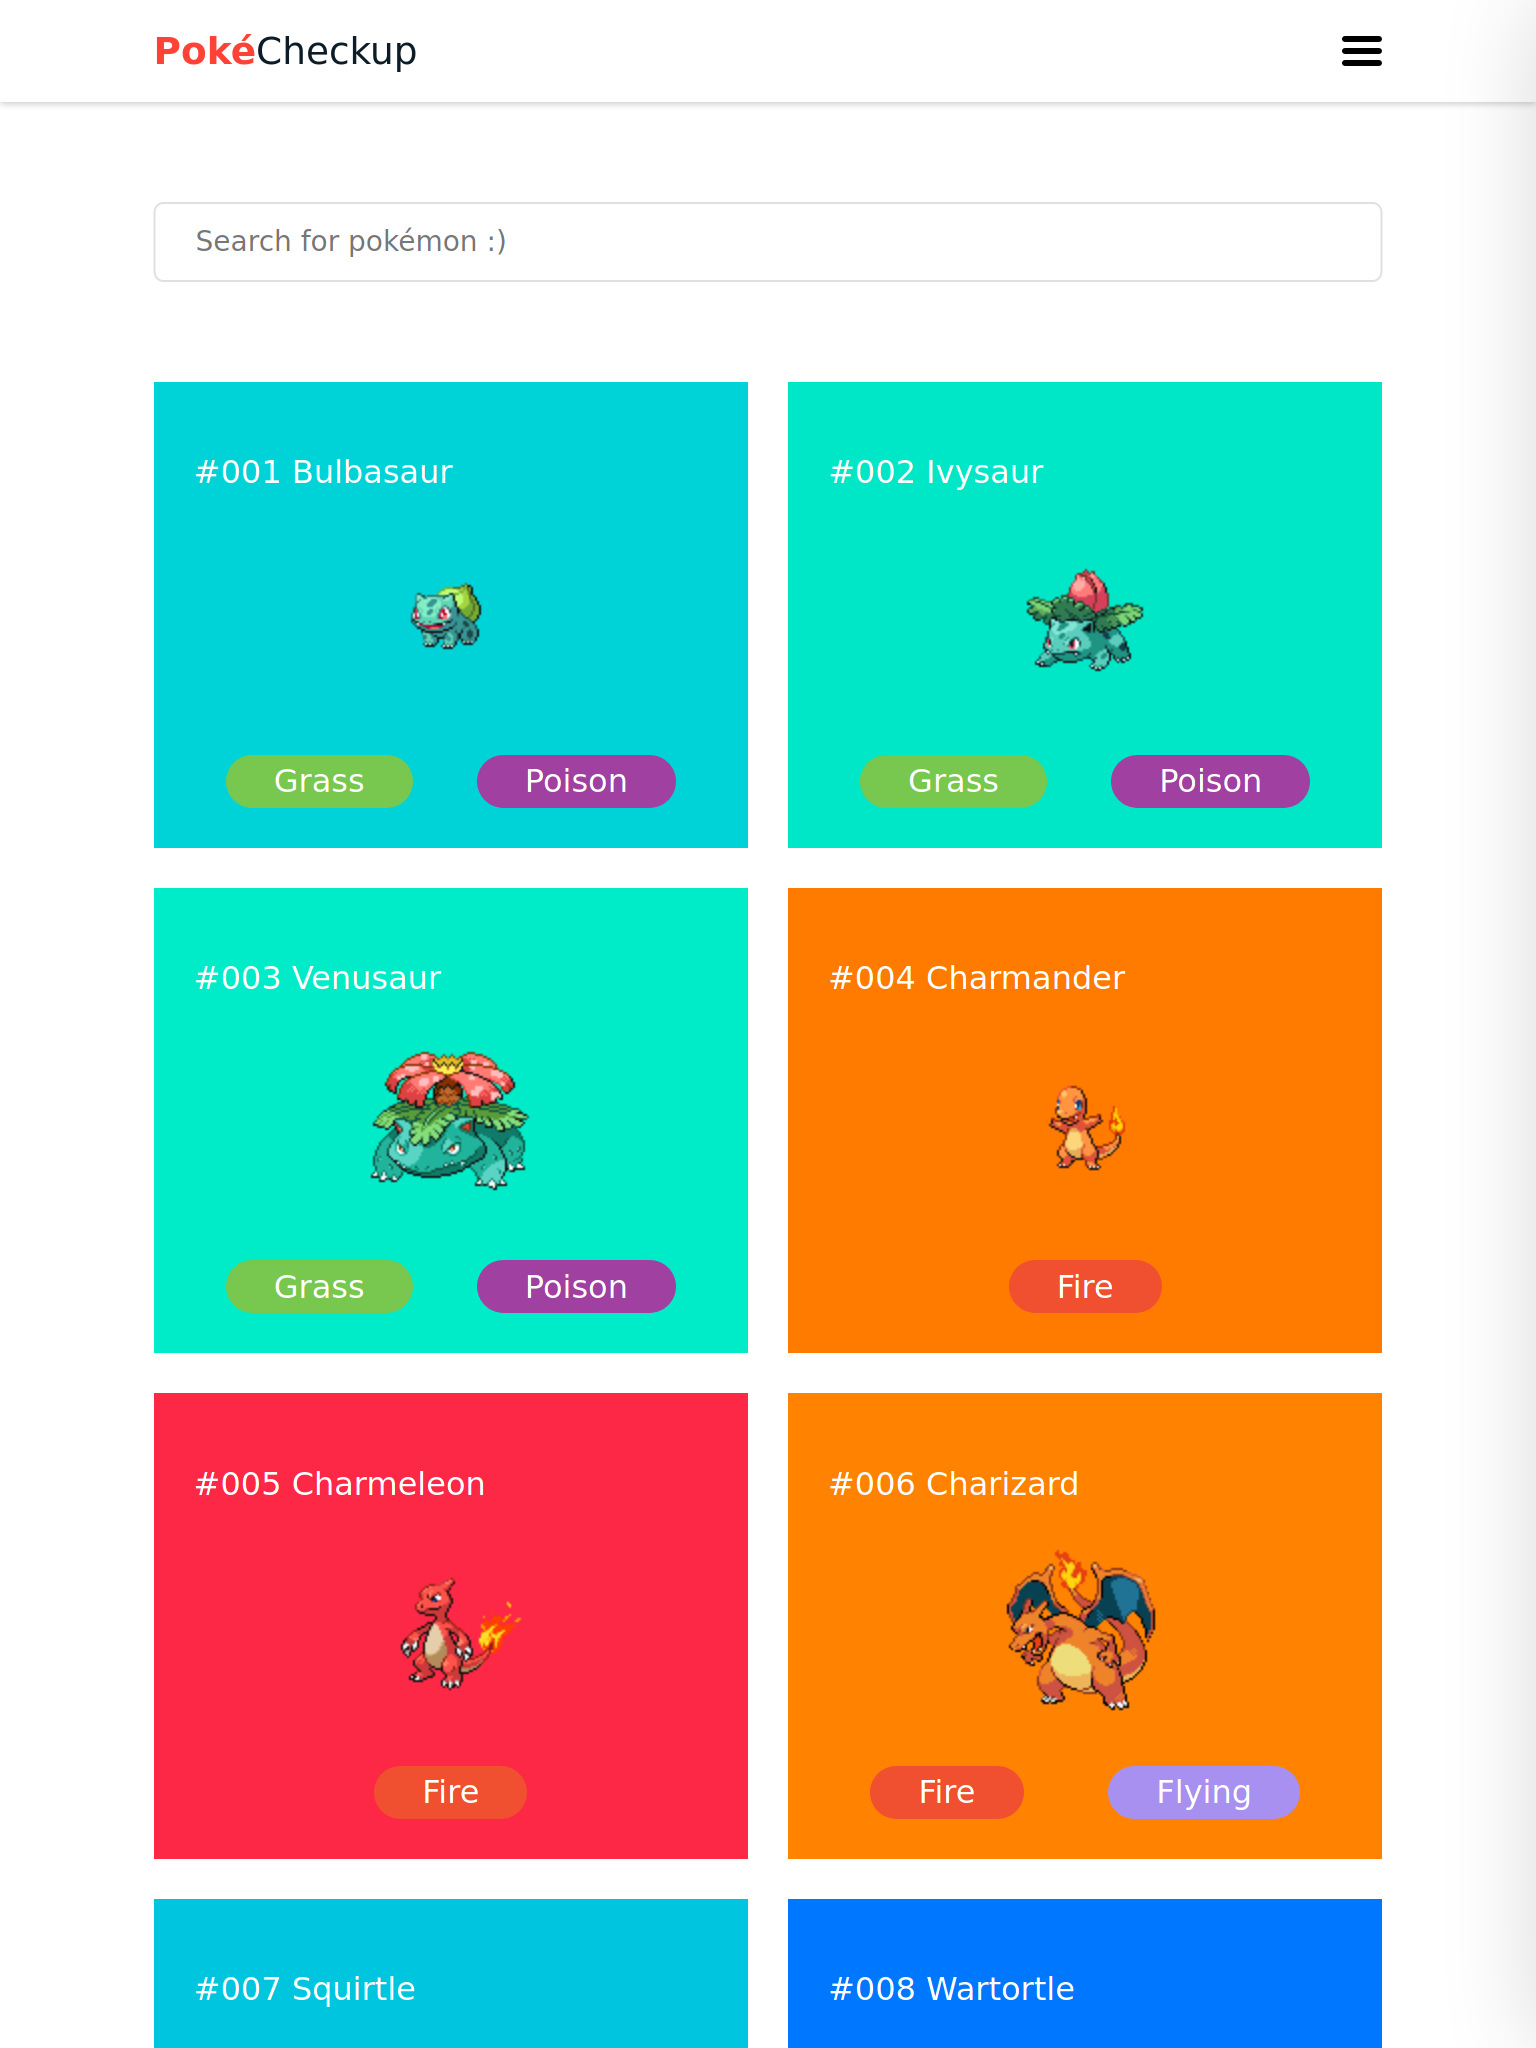 PokéCheckup
Search for pokémon :)
#001 Bulbasaur
Grass Poison
#002 Ivysaur
Grass Poison
#003 Venusaur
Grass Poison
#004 Charmander
Fire
#005 Charmeleon
Fire
#006 Charizard
Fire Flying
#007 Squirtle
#008 Wartortle